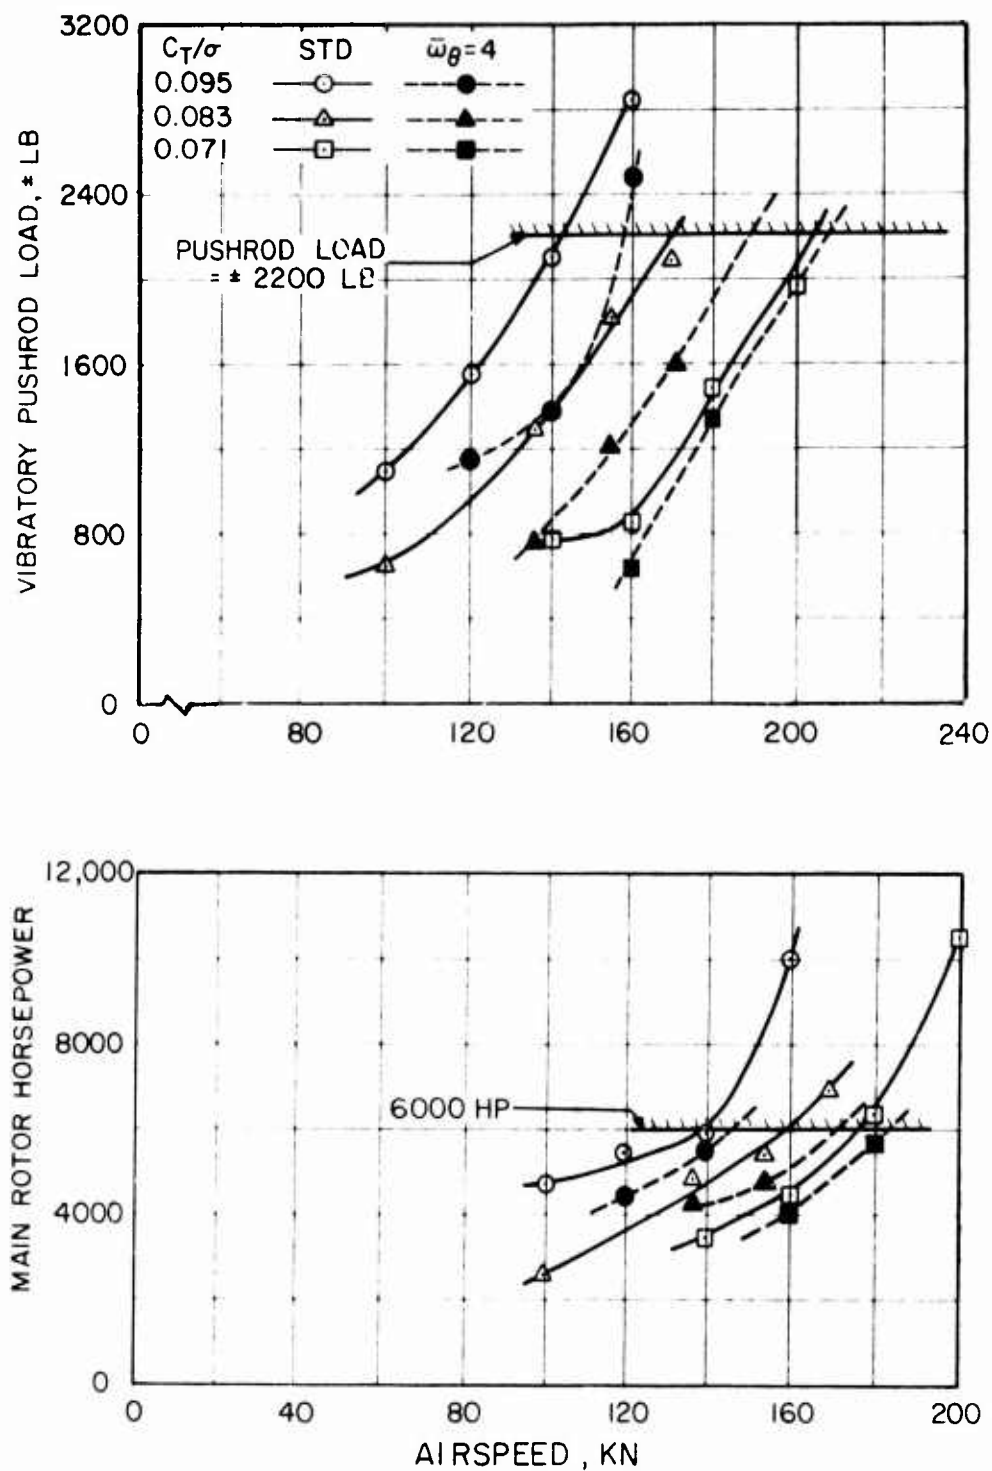 3200
C_T/σ STD ω̄_θ=4
0.095
0.083
0.071
2400
PUSHROD LOAD
= ± 2200 LB
1600
800
0
VIBRATORY PUSHROD LOAD, ± LB
0 80 120 160 200 240
12,000
8000
6000 HP
4000
0
MAIN ROTOR HORSEPOWER
0 40 80 120 160 200
AIRSPEED, KN